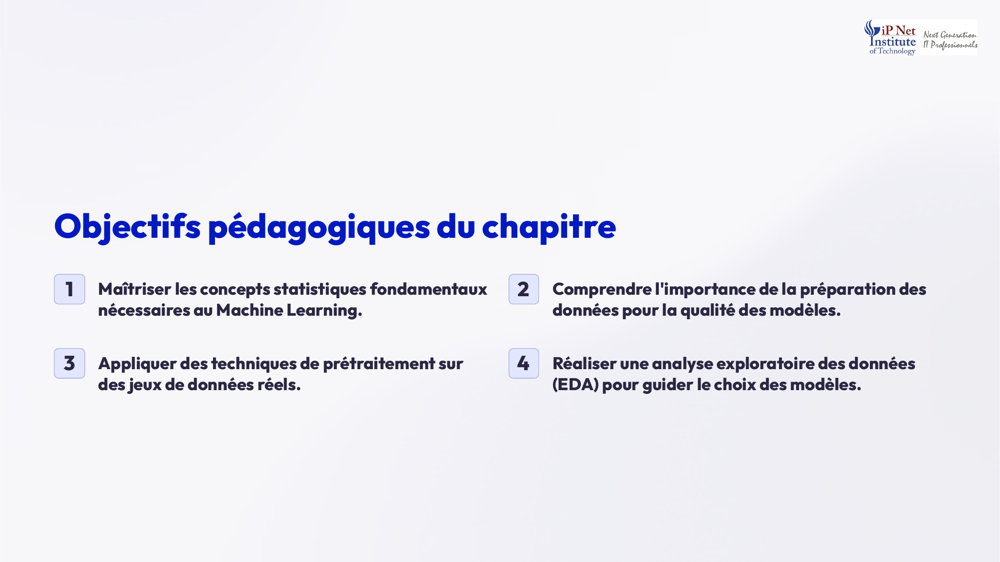 iP Net
Institute
of Technology
Next Generation
IT Professionnels
Objectifs pédagogiques du chapitre
1
Maîtriser les concepts statistiques fondamentaux
nécessaires au Machine Learning.
2
Comprendre l'importance de la préparation des
données pour la qualité des modèles.
3
Appliquer des techniques de prétraitement sur
des jeux de données réels.
4
Réaliser une analyse exploratoire des données
(EDA) pour guider le choix des modèles.